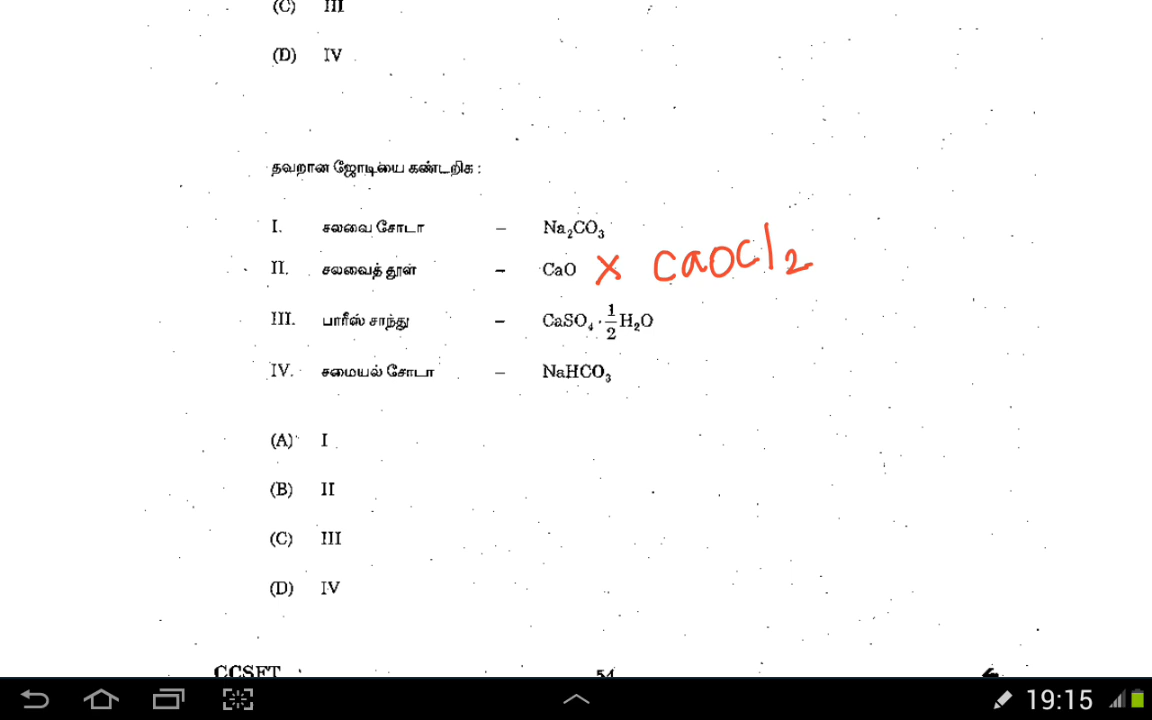 (C) III
(D) IV
தவறான ஜோடியை கண்டறிக :
I. சலவை சோடா – Na₂CO₃
II. சலவைத் தூள் – CaO × CaOCl₂
III. பாரீஸ் சாந்து – CaSO₄ · 1/2 H₂O
IV. சமையல் சோடா – NaHCO₃
(A) I
(B) II
(C) III
(D) IV
CCSET 54
19:15